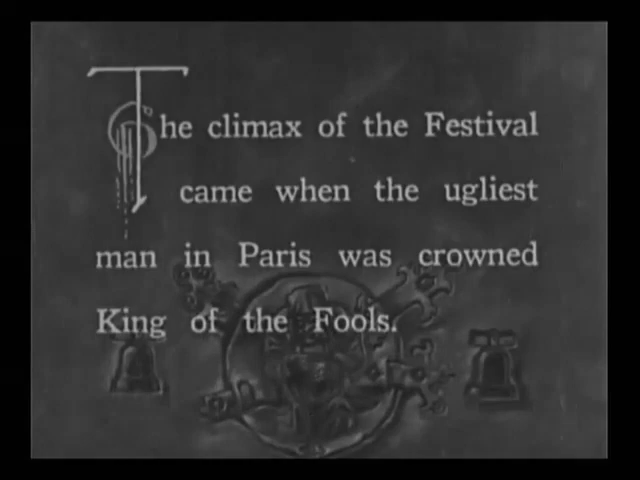 The climax of the Festival
came when the ugliest
man in Paris was crowned
King of the Fools.